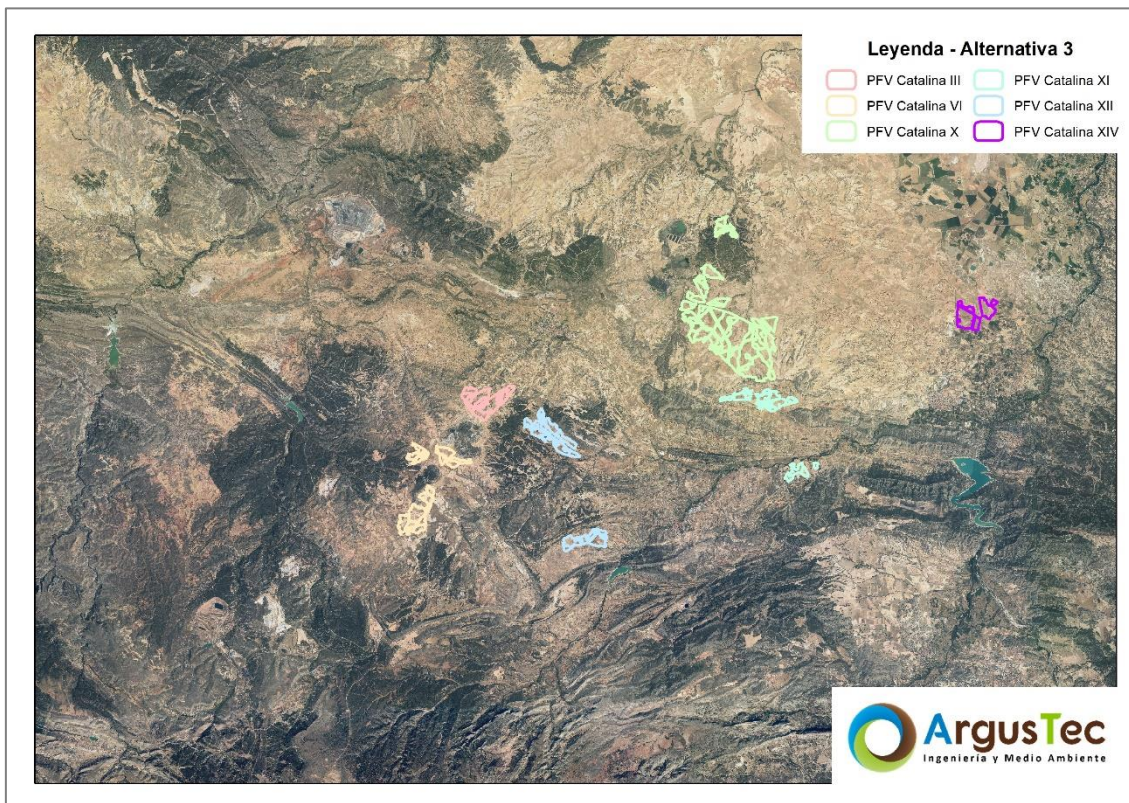 Leyenda - Alternativa 3
PFV Catalina III
PFV Catalina VI
PFV Catalina X
PFV Catalina XI
PFV Catalina XII
PFV Catalina XIV
ArgusTec
Ingeniería y Medio Ambiente